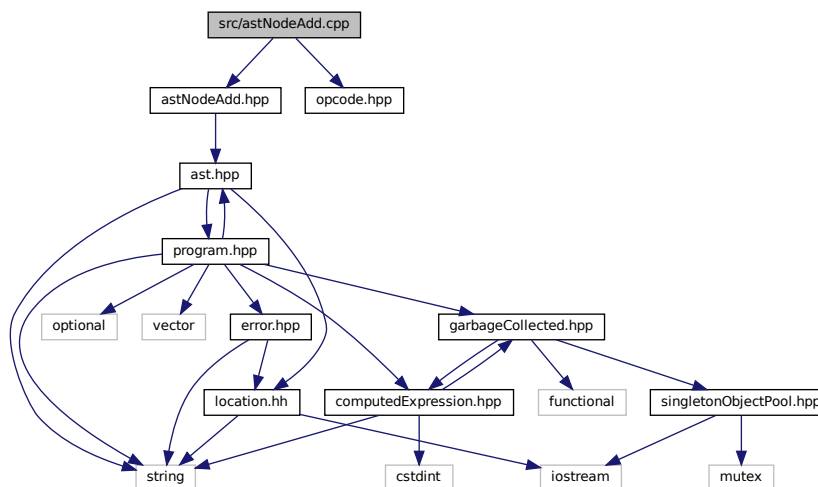 src/astNodeAdd.cpp
astNodeAdd.hpp
opcode.hpp
ast.hpp
program.hpp
optional
vector
error.hpp
garbageCollected.hpp
location.hh
computedExpression.hpp
functional
singletonObjectPool.hpp
string
cstdint
iostream
mutex